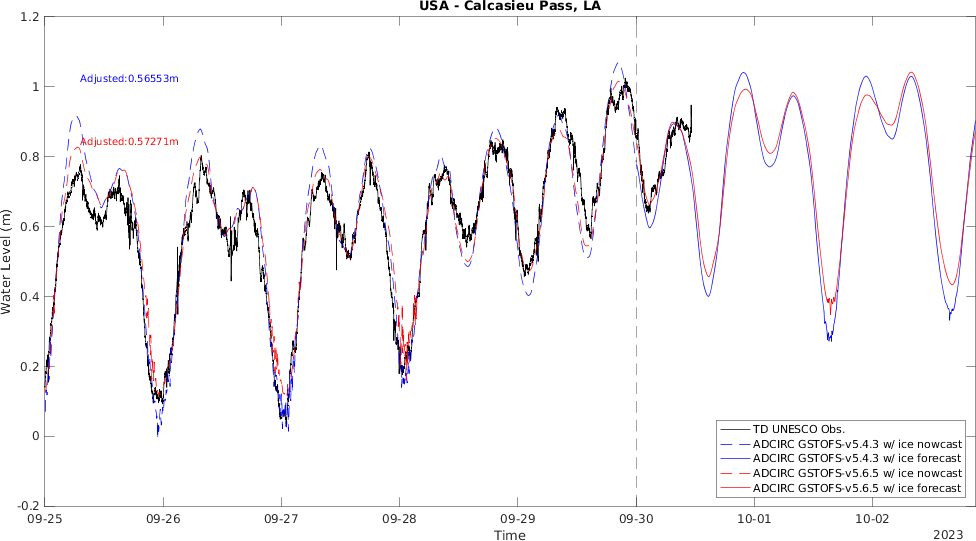 USA - Calcasieu Pass, LA
1.2
1
0.8
0.6
0.4
0.2
0
-0.2
Water Level (m)
Adjusted:0.56553m
Adjusted:0.57271m
TD UNESCO Obs.
ADCIRC GSTOFS-v5.4.3 w/ ice nowcast
ADCIRC GSTOFS-v5.4.3 w/ ice forecast
ADCIRC GSTOFS-v5.6.5 w/ ice nowcast
ADCIRC GSTOFS-v5.6.5 w/ ice forecast
09-25 09-26 09-27 09-28 09-29 09-30 10-01 10-02
Time
2023